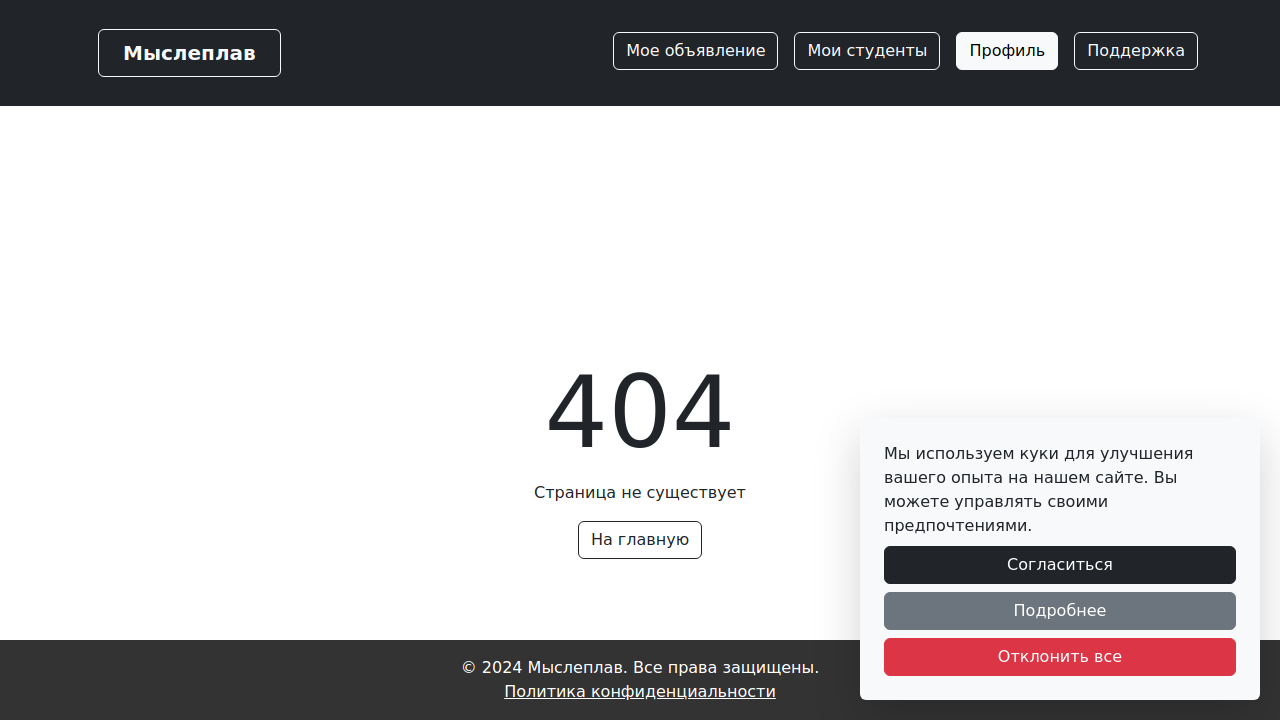 Мыслеплав
Мое объявление
Мои студенты
Профиль
Поддержка
404
Страница не существует
На главную
Мы используем куки для улучшения
вашего опыта на нашем сайте. Вы
можете управлять своими
предпочтениями.
Согласиться
Подробнее
Отклонить все
© 2024 Мыслеплав. Все права защищены.
Политика конфиденциальности